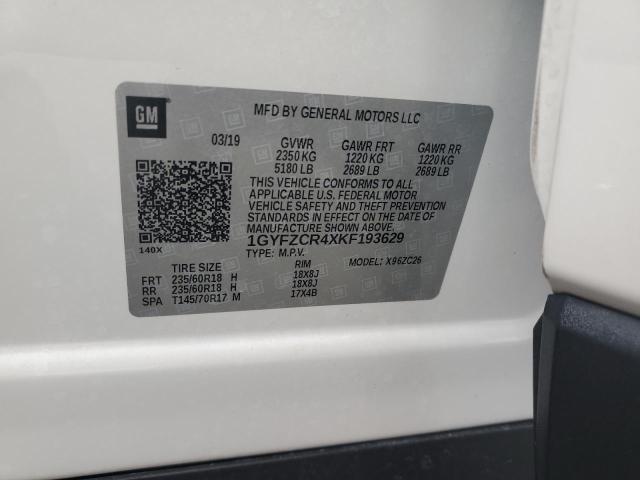 GM
MFD BY GENERAL MOTORS LLC
03/19 GVWR GAWR FRT GAWR RR
2350 KG 1220 KG 1220 KG
5180 LB 2689 LB 2689 LB
THIS VEHICLE CONFORMS TO ALL
APPLICABLE U.S. FEDERAL MOTOR
VEHICLE SAFETY AND THEFT
PREVENTION STANDARDS IN EFFECT
ON THE DATE OF MANUFACTURE
SHOWN ABOVE.
1GYFZCR4XKF193629
140X
TYPE: M.P.V. MODEL: X96ZC26
TIRE SIZE RIM
FRT 235/60R18 H 18X8J
RR 235/60R18 H 18X8J
SPA T145/70R17 M 17X4B